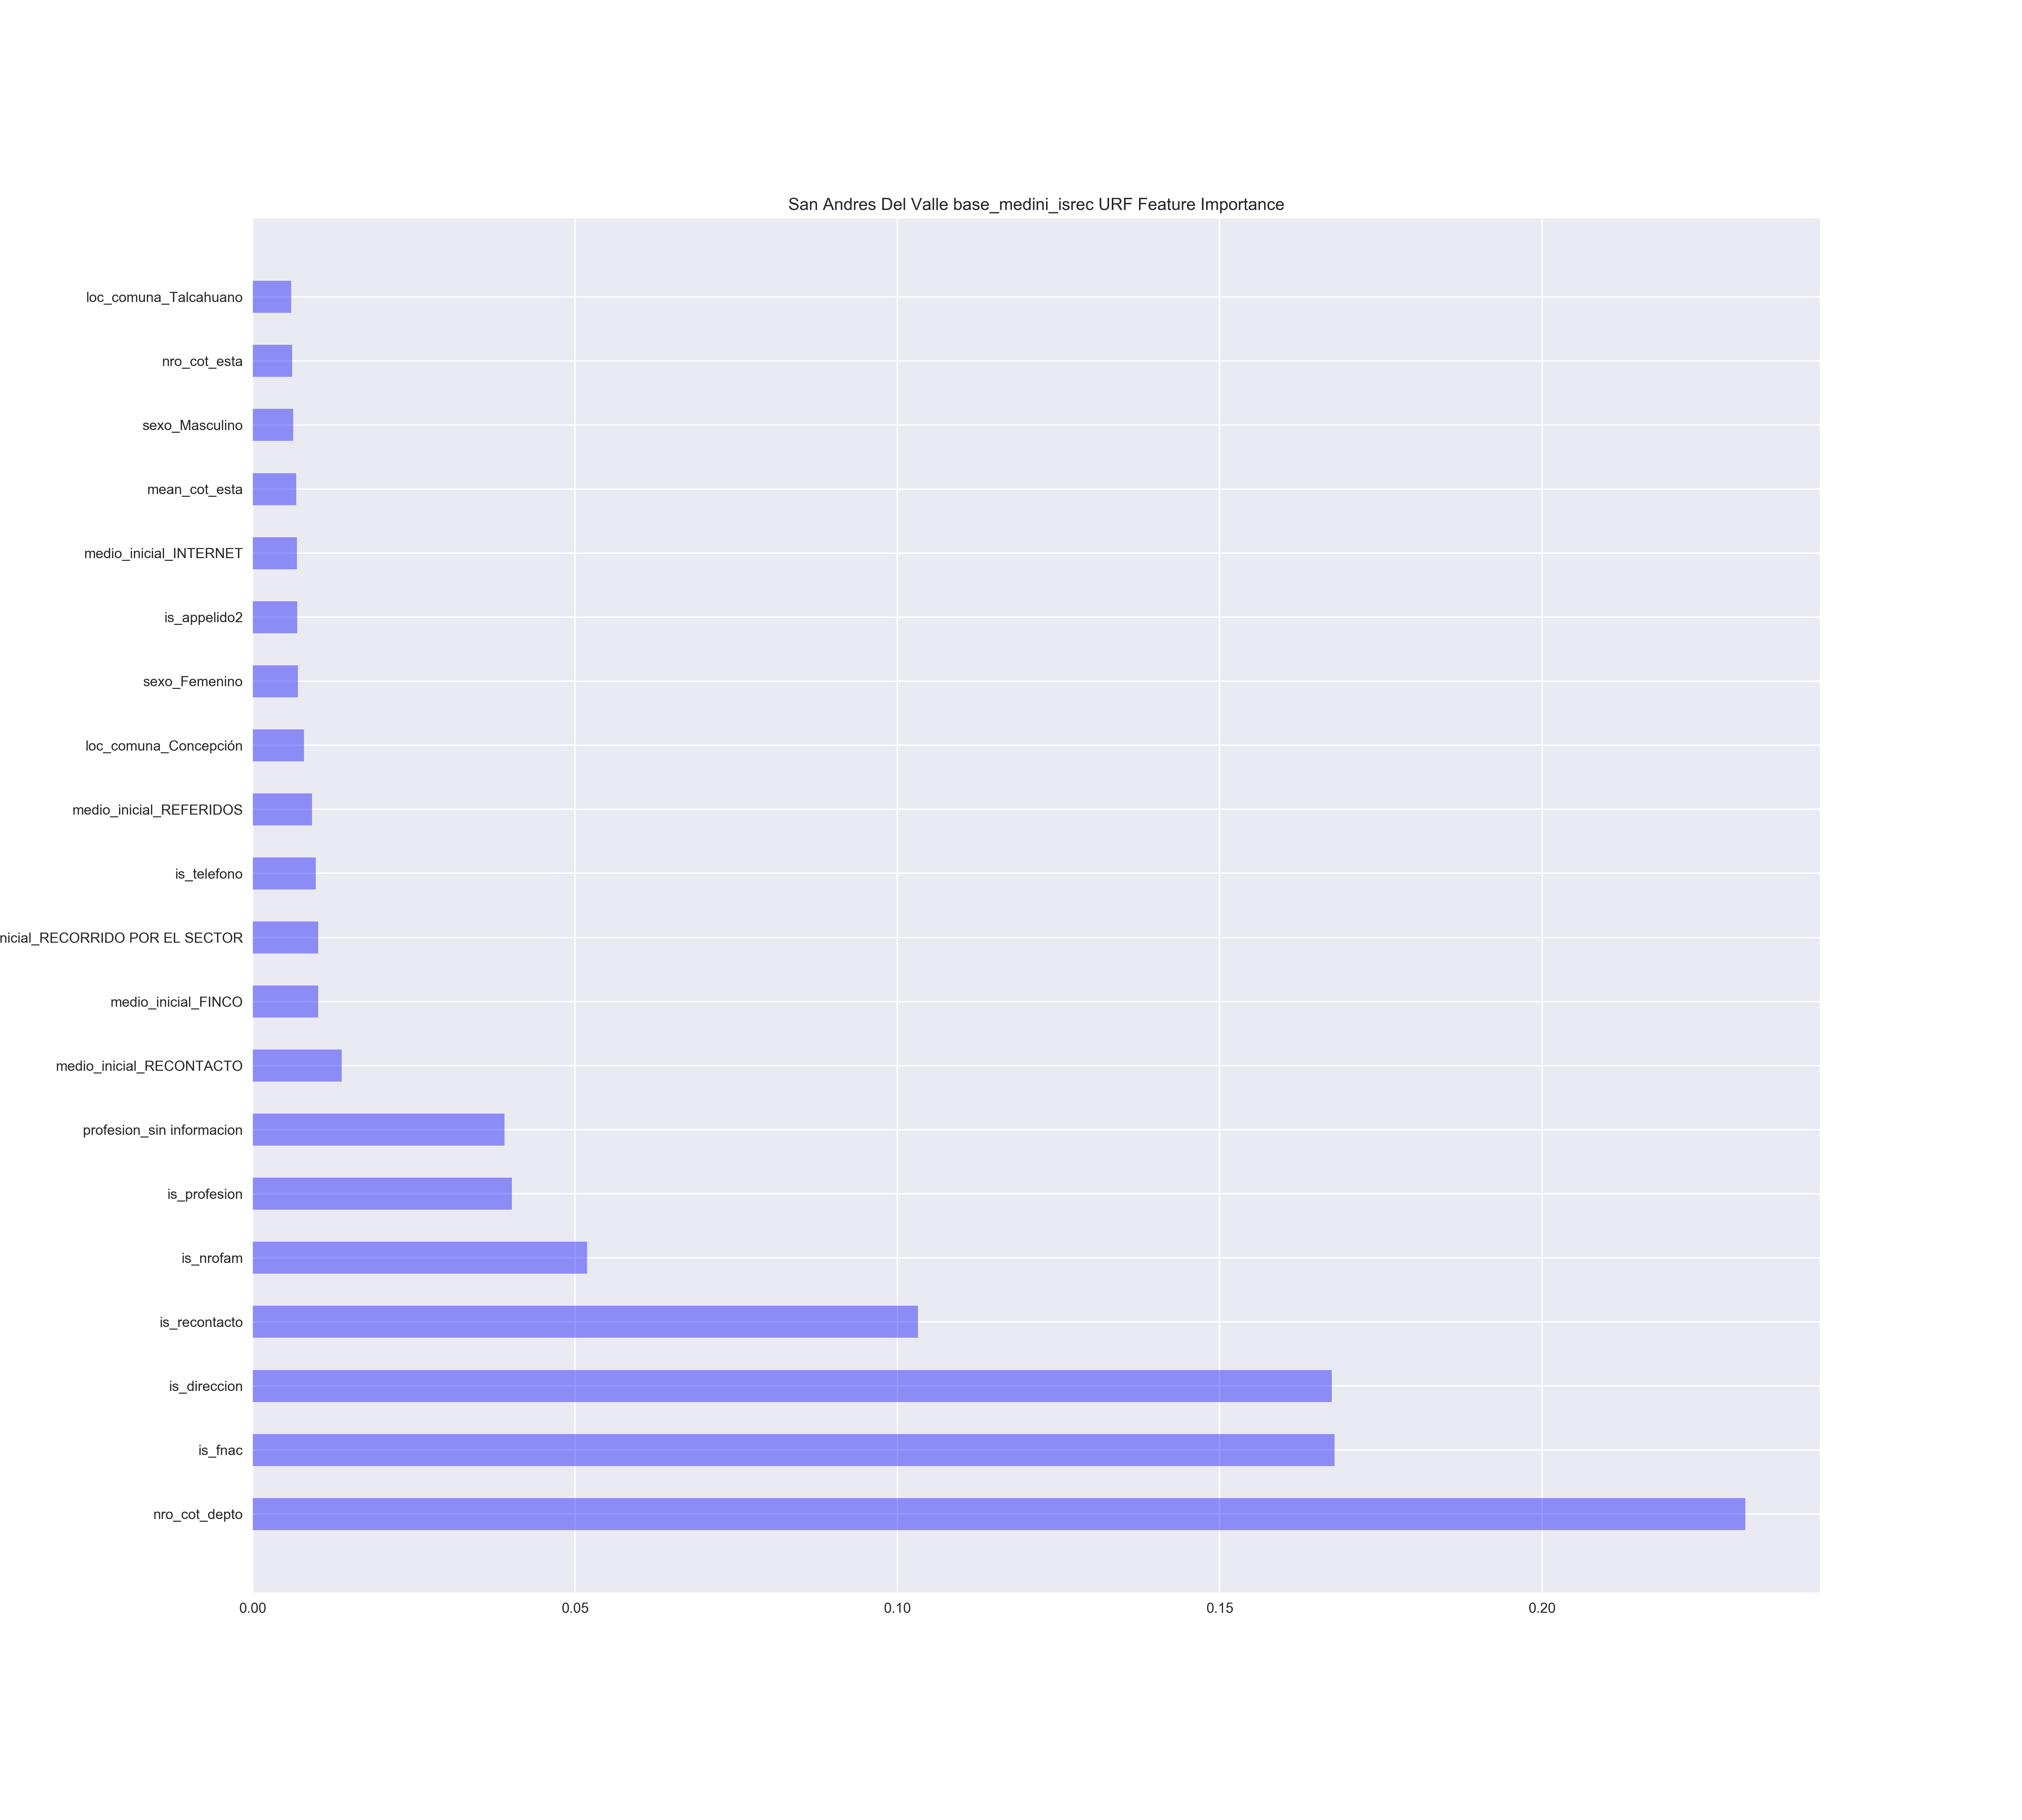 San Andres Del Valle base_medini_isrec URF Feature Importance
loc_comuna_Talcahuano
nro_cot_esta
sexo_Masculino
mean_cot_esta
medio_inicial_INTERNET
is_appelido2
sexo_Femenino
loc_comuna_Concepción
medio_inicial_REFERIDOS
is_telefono
nicial_RECORRIDO POR EL SECTOR
medio_inicial_FINCO
medio_inicial_RECONTACTO
profesion_sin informacion
is_profesion
is_nrofam
is_recontacto
is_direccion
is_fnac
nro_cot_depto
0.00 0.05 0.10 0.15 0.20